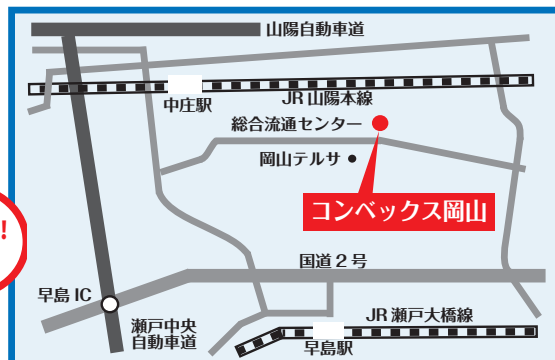 山陽自動車道
中庄駅
JR 山陽本線
総合流通センター
岡山テルサ
コンベックス岡山
!
国道２号
早島 IC
瀬戸中央
自動車道
JR 瀬戸大橋線
早島駅